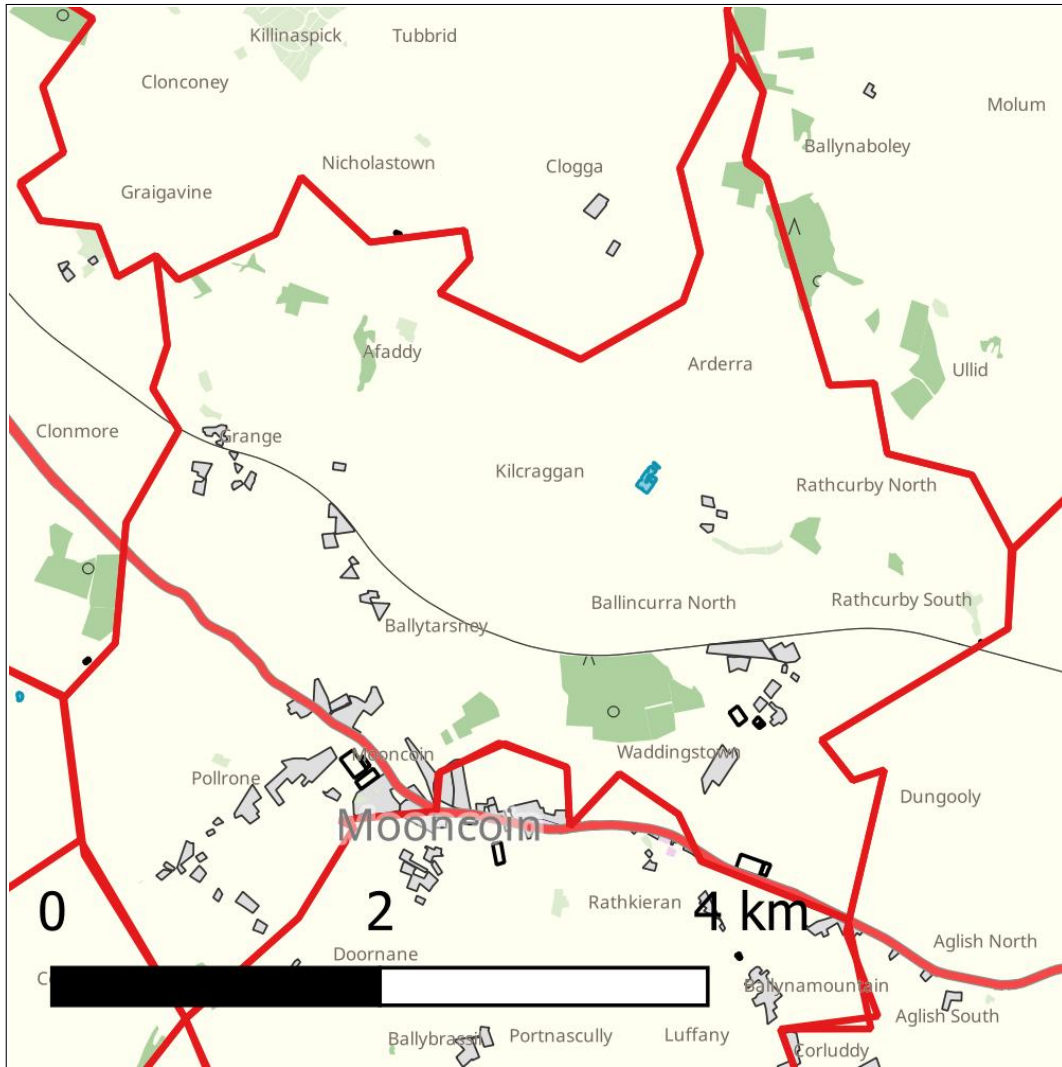 Killinaspick
Tubbrid
Clonconey
Molum
Ballynaboley
Nicholastown
Clogga
Graigavine
Afaddy
Arderra
Ullid
Clonmore
Grange
Kilcraggan
Rathcurby North
Ballincurra North
Rathcurby South
Ballytarsney
Mooncoin
Waddingstown
Pollrone
Dungooly
Mooncoin
Rathkieran
0 2 4 km
Aglish North
Doornane
Ballynamountain
Aglish South
Ballybrassil
Portnascully
Luffany
Corluddy